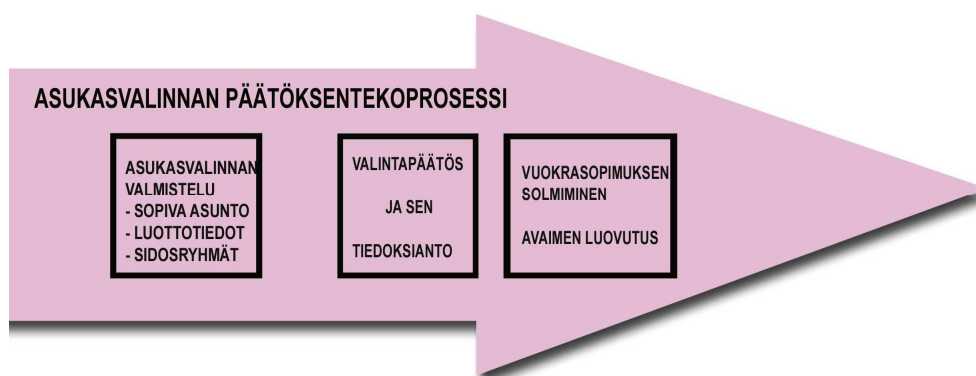 ASUKASVALINNAN PÄÄTÖKSENTEKOPROSESSI
ASUKASVALINNAN
VALMISTELU
- SOPIVA ASUNTO
- LUOTTOTIEDOT
- SIDOSRYHMÄT
VALINTAPÄÄTÖS
JA SEN
TIEDOKSIANTO
VUOKRASOPIMUKSEN
SOLMIMINEN
AVAIMEN LUOVUTUS